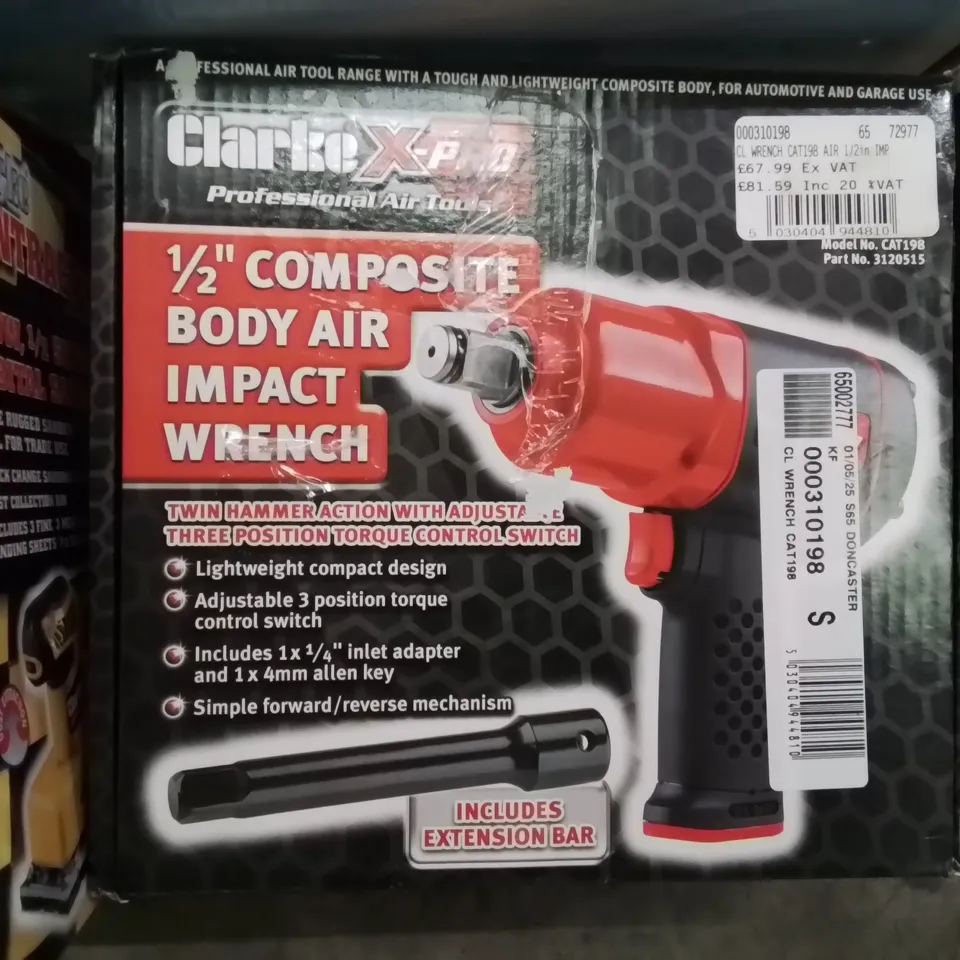 A PROFESSIONAL AIR TOOL RANGE WITH A TOUGH AND LIGHTWEIGHT COMPOSITE BODY, FOR AUTOMOTIVE AND GARAGE USE
Clarke X-PRO
Professional Air Tools
000310198 65 72977
CL WRENCH CAT198 AIR 1/2in IMP
£67.99 Ex VAT
£81.59 Inc 20 %VAT
5 030404 944810
Model No. CAT198
Part No. 3120515
1/2" COMPOSITE
BODY AIR
IMPACT
WRENCH
TWIN HAMMER ACTION WITH ADJUSTABLE
THREE POSITION TORQUE CONTROL SWITCH
Lightweight compact design
Adjustable 3 position torque
control switch
Includes 1 x 1/4" inlet adapter
and 1 x 4mm allen key
Simple forward/reverse mechanism
INCLUDES
EXTENSION BAR
65002777 01/05/25 S65 DONCASTER
KF
000310198 S
CL WRENCH CAT198
5 030404 944810
RUGGED
FOR TRADE